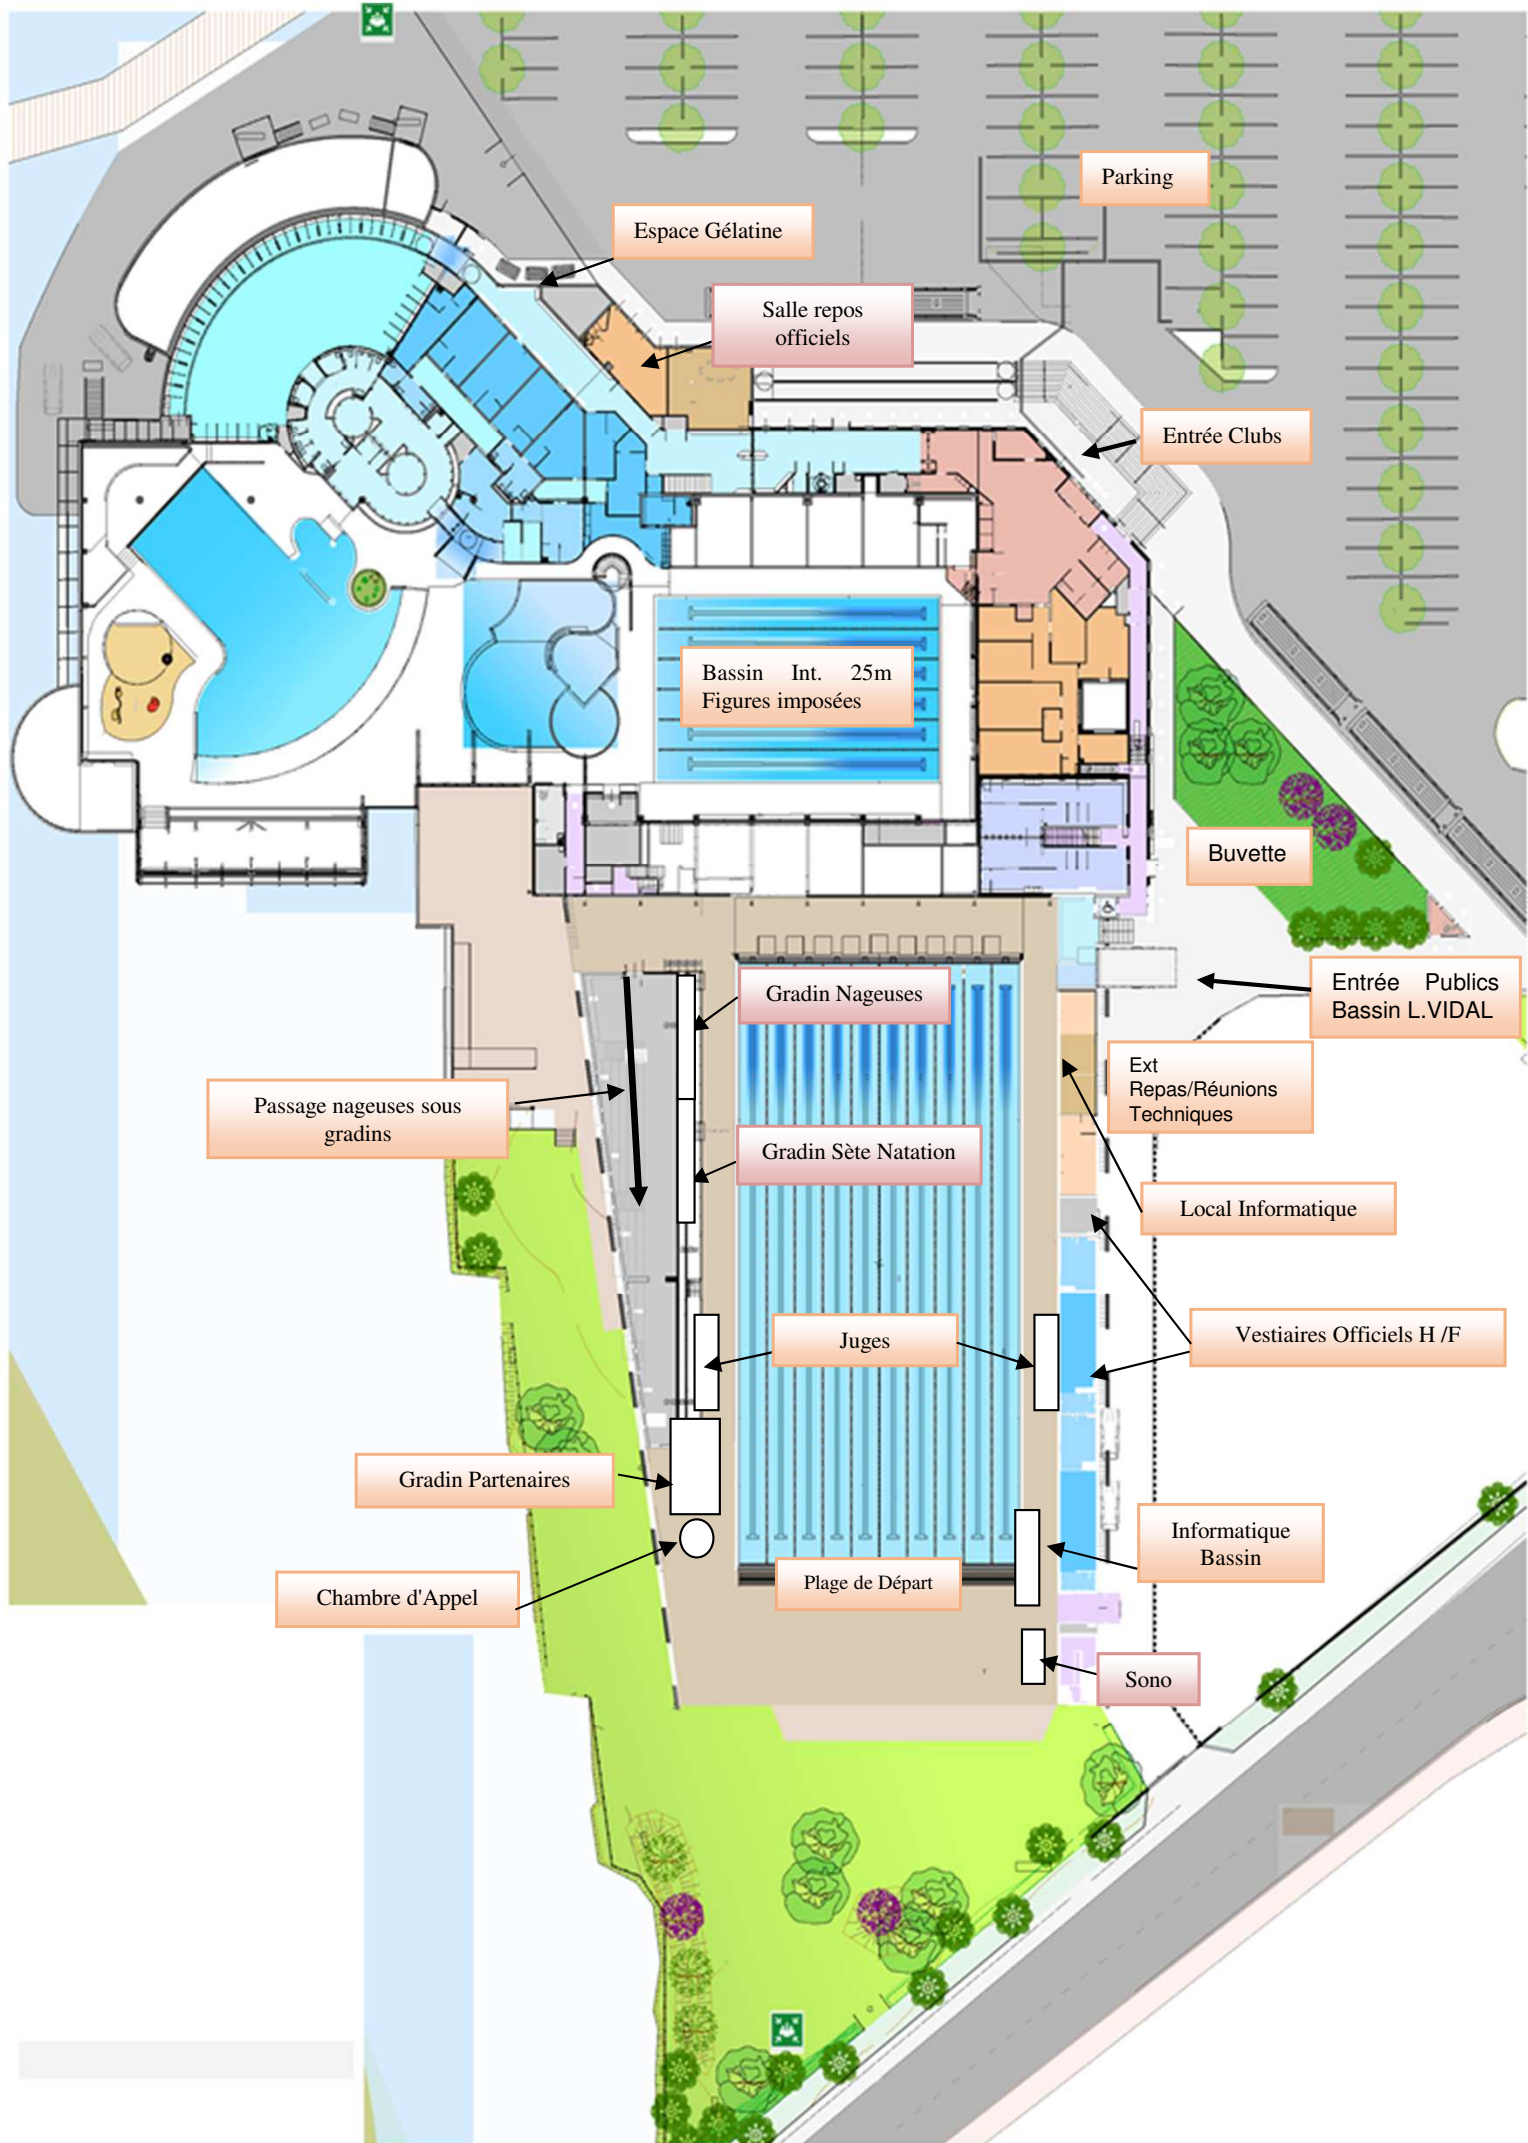 Parking
Espace Gélatine
Salle repos
officiels
Entrée Clubs
Bassin Int. 25m
Figures imposées
Buvette
Gradin Nageuses
Entrée Publics
Bassin L.VIDAL
Ext
Repas/Réunions
Techniques
Passage nageuses sous
gradins
Gradin Sète Natation
Local Informatique
Juges
Vestiaires Officiels H /F
Gradin Partenaires
Informatique
Bassin
Plage de Départ
Chambre d'Appel
Sono